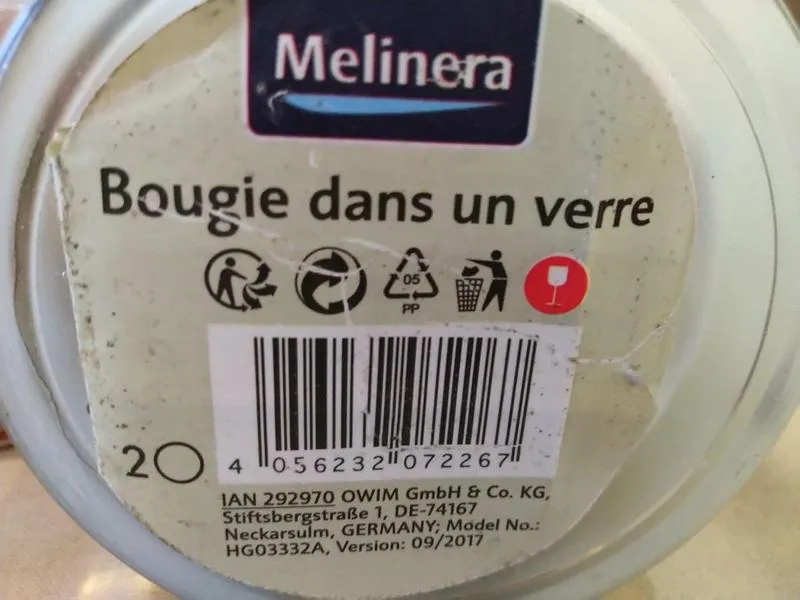 Melinera
Bougie dans un verre
05
PP
2
4 056232 072267
IAN 292970 OWIM GmbH & Co. KG,
Stiftsbergstraße 1, DE-74167
Neckarsulm, GERMANY; Model No.:
HG03332A, Version: 09/2017